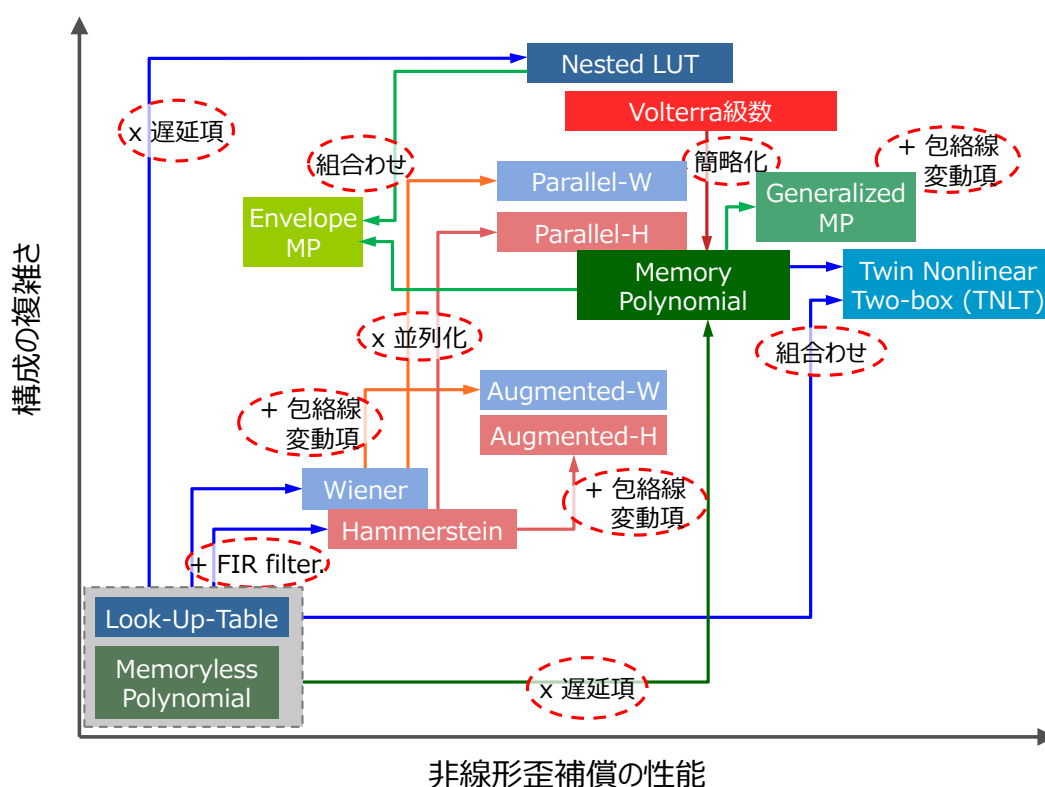 Nested LUT
Volterra級数
x 遅延項
組合わせ
簡略化
+ 包絡線
変動項
Parallel-W
Generalized
MP
Envelope
MP
Parallel-H
Memory
Polynomial
Twin Nonlinear
Two-box (TNLT)
構成の複雑さ
x 並列化
組合わせ
Augmented-W
+ 包絡線
変動項
Augmented-H
Wiener
+ 包絡線
変動項
Hammerstein
+ FIR filter.
Look-Up-Table
Memoryless
Polynomial
x 遅延項
非線形歪補償の性能